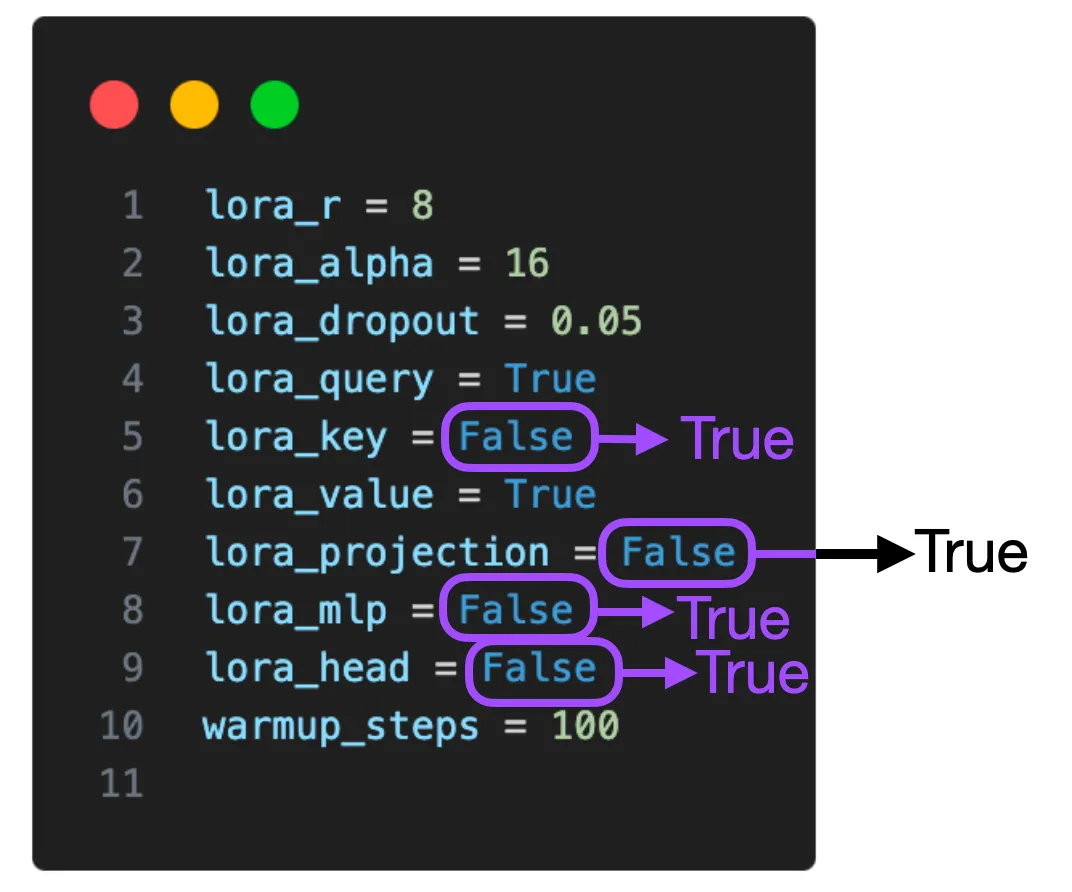 1 lora_r = 8
2 lora_alpha = 16
3 lora_dropout = 0.05
4 lora_query = True
5 lora_key = False True
6 lora_value = True
7 lora_projection = False True
8 lora_mlp = False True
9 lora_head = False True
10 warmup_steps = 100
11